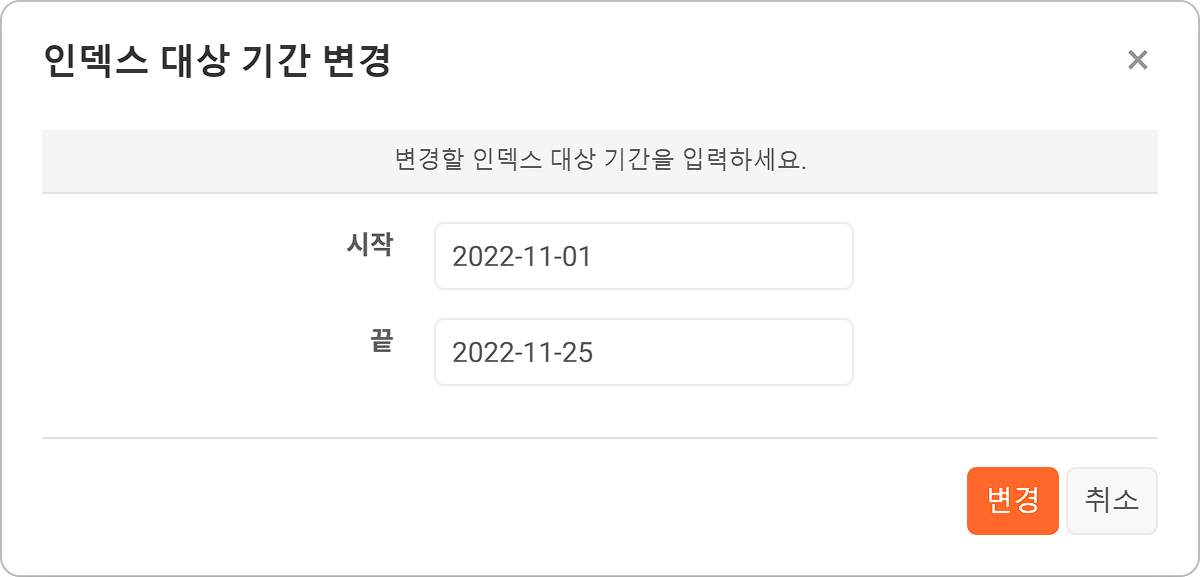 인덱스 대상 기간 변경
변경할 인덱스 대상 기간을 입력하세요.
시작 2022-11-01
끝 2022-11-25
변경 취소